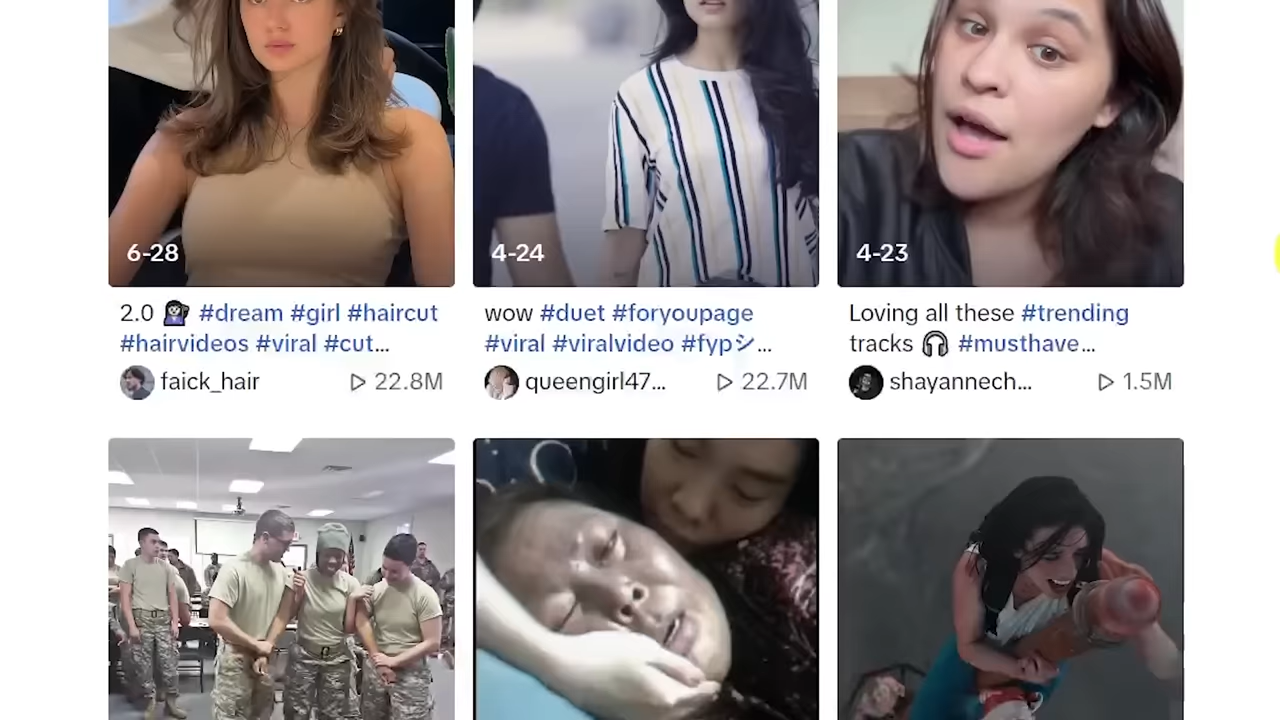 6-28
4-24
4-23
2.0 #dream #girl #haircut
#hairvideos #viral #cut...
faick_hair
22.8M
wow #duet #foryoupage
#viral #viralvideo #fypシ...
queengirl47...
22.7M
Loving all these #trending
tracks 🎧 #musthave...
shayannech...
1.5M